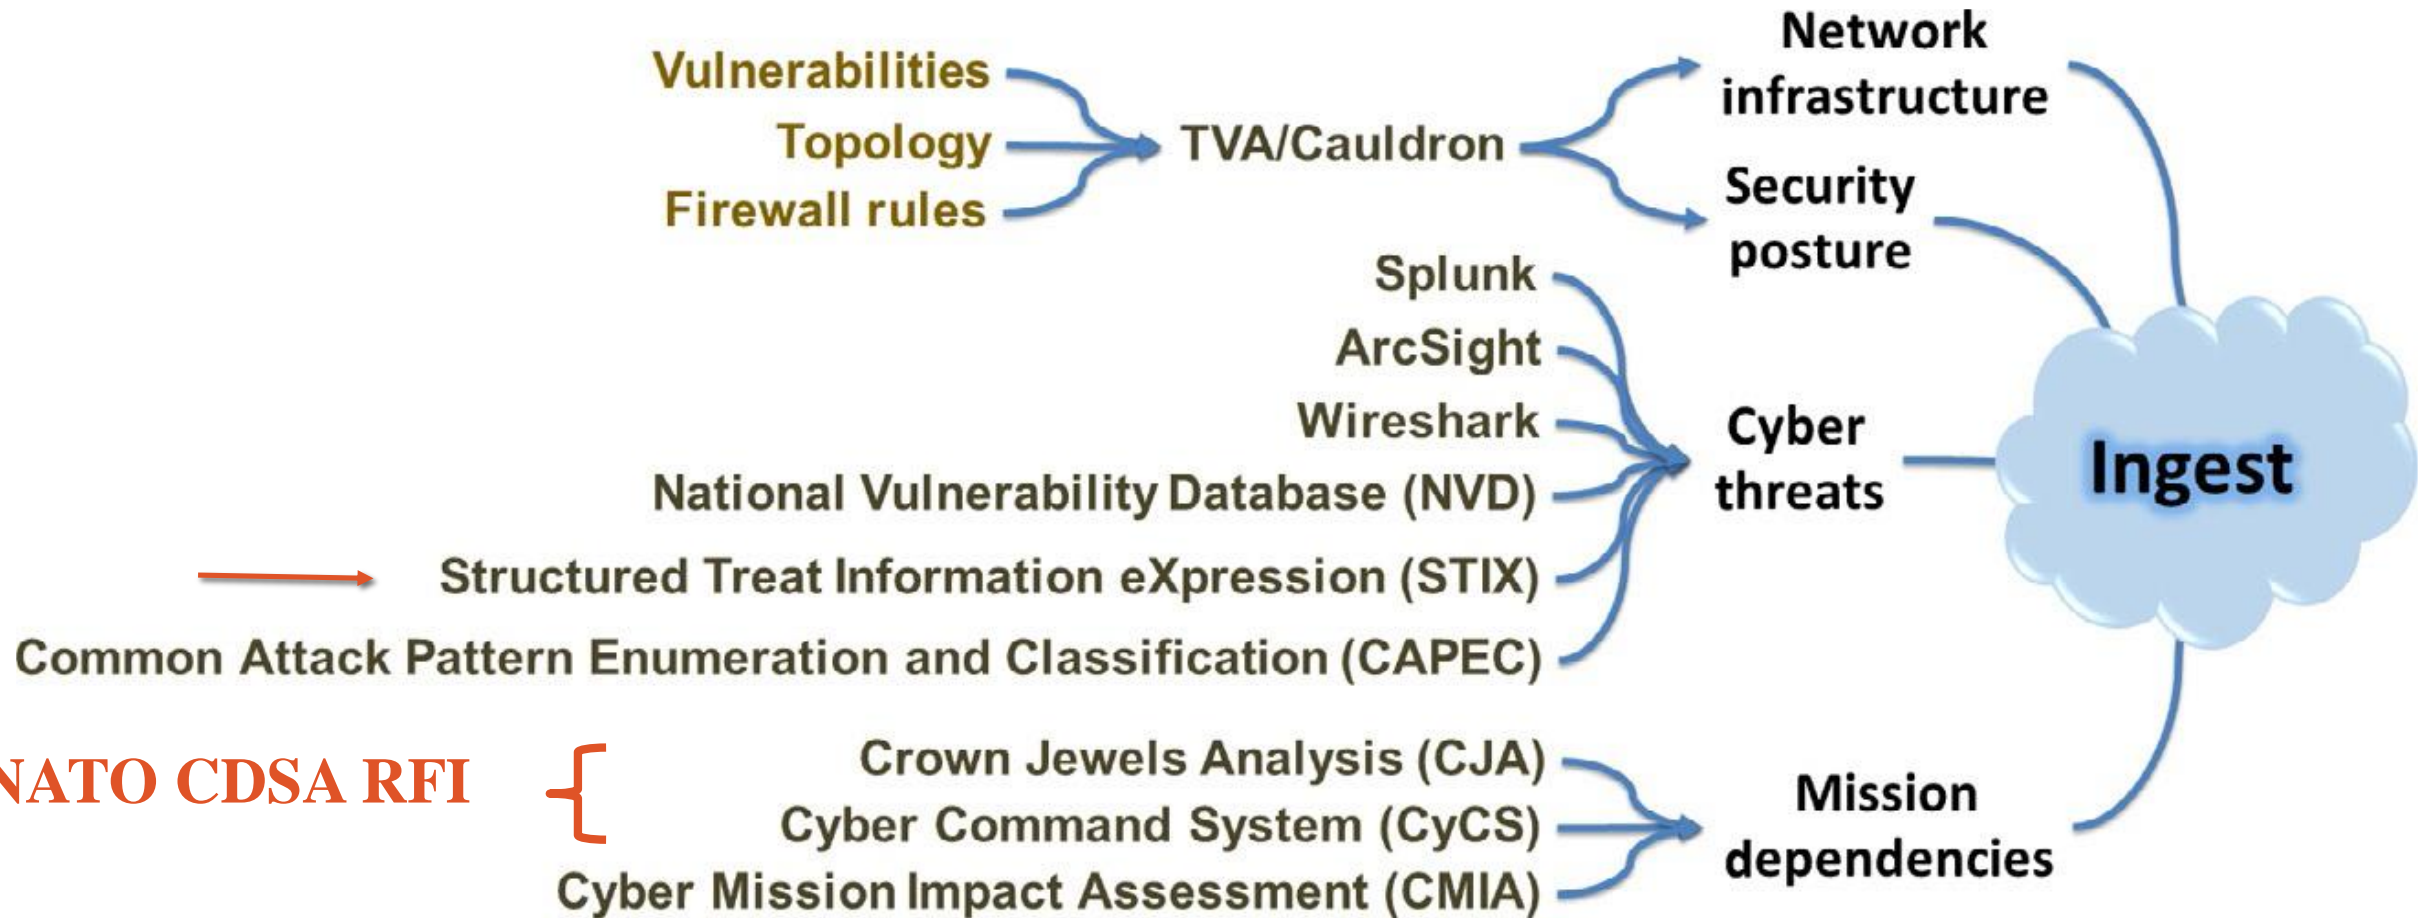 Network
infrastructure
Vulnerabilities
Topology
Firewall rules
TVA/Cauldron
Security
posture
Splunk
ArcSight
Wireshark
National Vulnerability Database (NVD)
Structured Treat Information eXpression (STIX)
Common Attack Pattern Enumeration and Classification (CAPEC)
Cyber
threats
Ingest
NATO CDSA RFI
Crown Jewels Analysis (CJA)
Cyber Command System (CyCS)
Cyber Mission Impact Assessment (CMIA)
Mission
dependencies